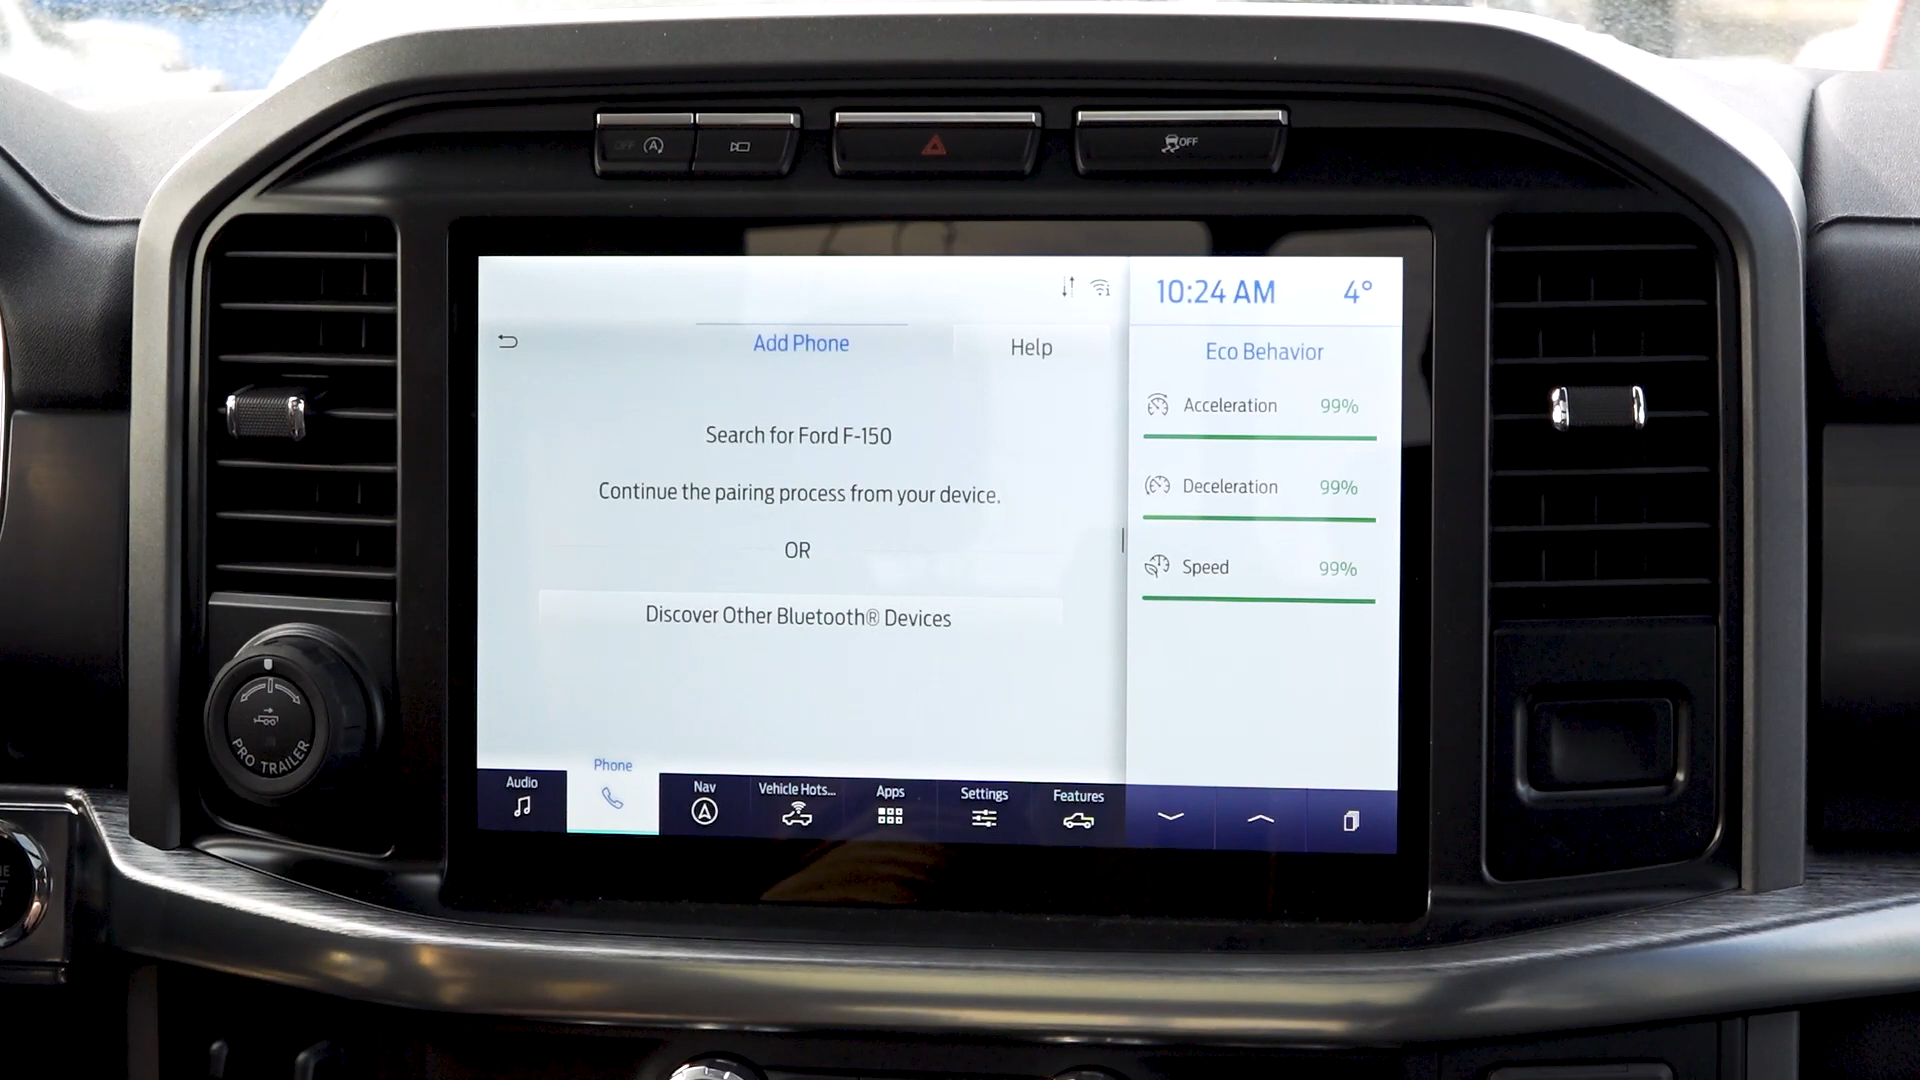 OFF
OFF
10:24 AM 4°
Add Phone
Help
Eco Behavior
Acceleration 99%
Search for Ford F-150
Deceleration 99%
Continue the pairing process from your device.
OR
Speed 99%
Discover Other Bluetooth® Devices
PRO TRAILER
Audio
Phone
Nav
Vehicle Hots...
Apps
Settings
Features